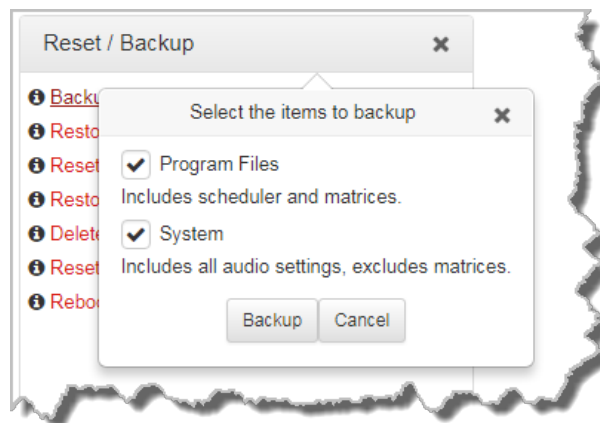 Reset / Backup
Backu
Select the items to backup
Resto
Program Files
Reset
Includes scheduler and matrices.
Resto
System
Delete
Includes all audio settings, excludes matrices.
Reset
Reboo
Backup Cancel